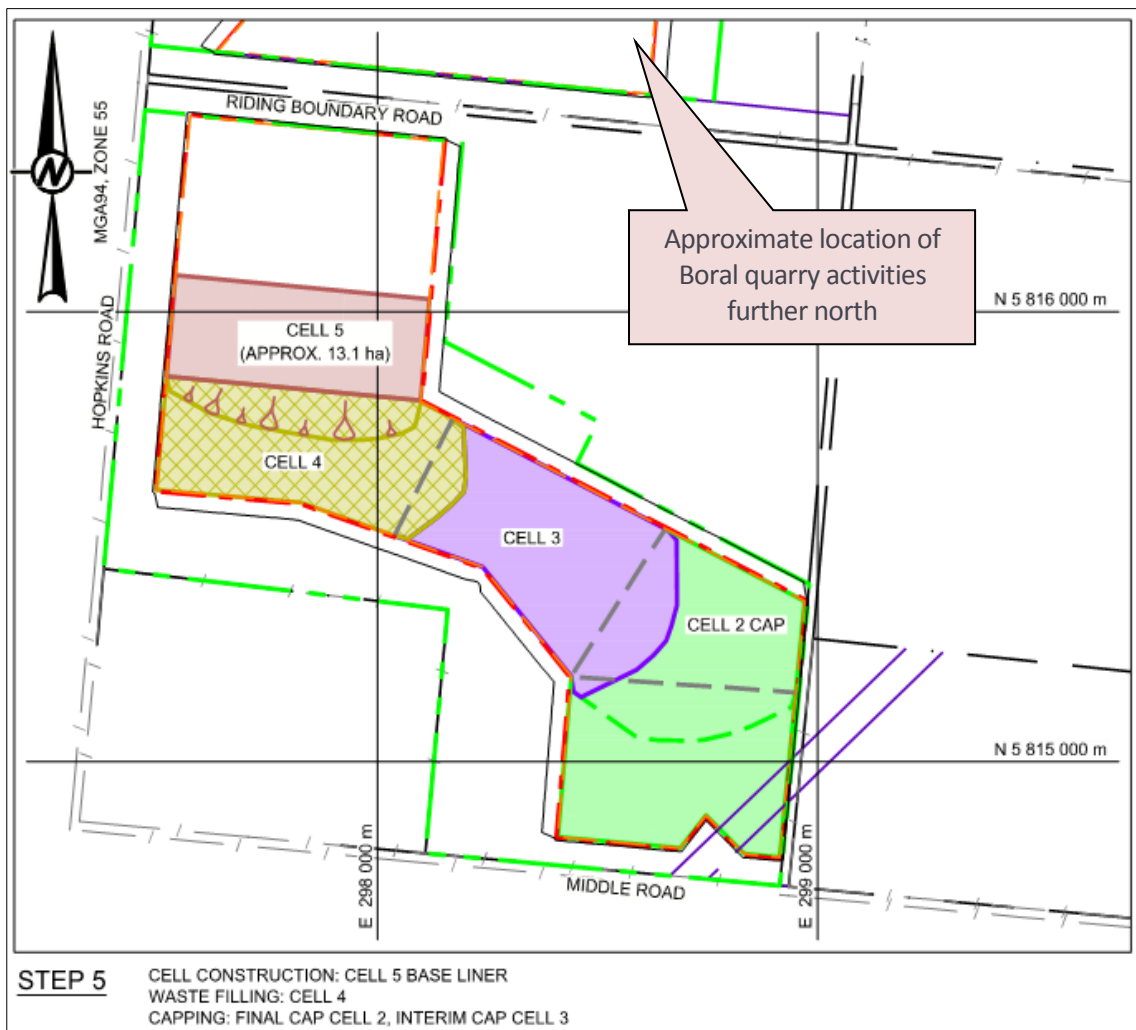 RIDING BOUNDARY ROAD
MGA94, ZONE 55
N
Approximate location of
Boral quarry activities
further north
N 5 816 000 m
HOPKINS ROAD
CELL 5
(APPROX. 13.1 ha)
CELL 4
CELL 3
CELL 2 CAP
N 5 815 000 m
E 298 000 m
E 299 000 m
MIDDLE ROAD
STEP 5
CELL CONSTRUCTION: CELL 5 BASE LINER
WASTE FILLING: CELL 4
CAPPING: FINAL CAP CELL 2, INTERIM CAP CELL 3